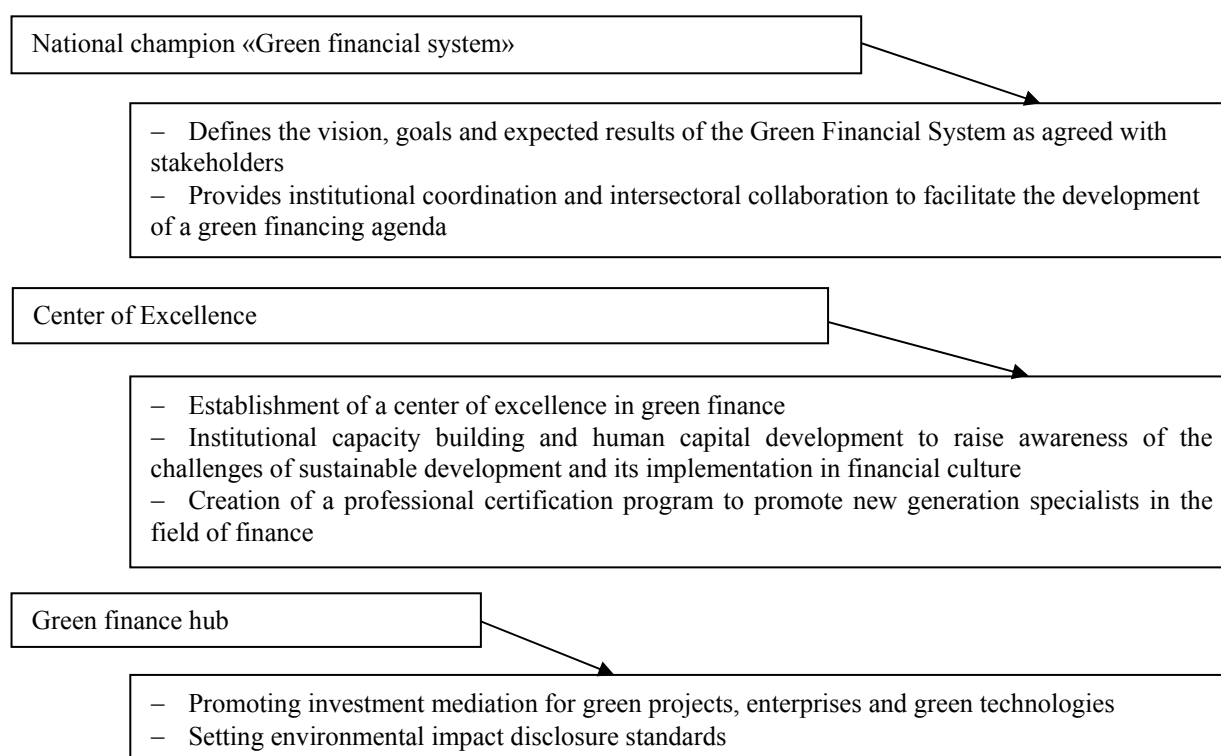 National champion «Green financial system»
– Defines the vision, goals and expected results of the Green Financial System as agreed with
stakeholders
– Provides institutional coordination and intersectoral collaboration to facilitate the development
of a green financing agenda
Center of Excellence
– Establishment of a center of excellence in green finance
– Institutional capacity building and human capital development to raise awareness of the
challenges of sustainable development and its implementation in financial culture
– Creation of a professional certification program to promote new generation specialists in the
field of finance
Green finance hub
– Promoting investment mediation for green projects, enterprises and green technologies
– Setting environmental impact disclosure standards